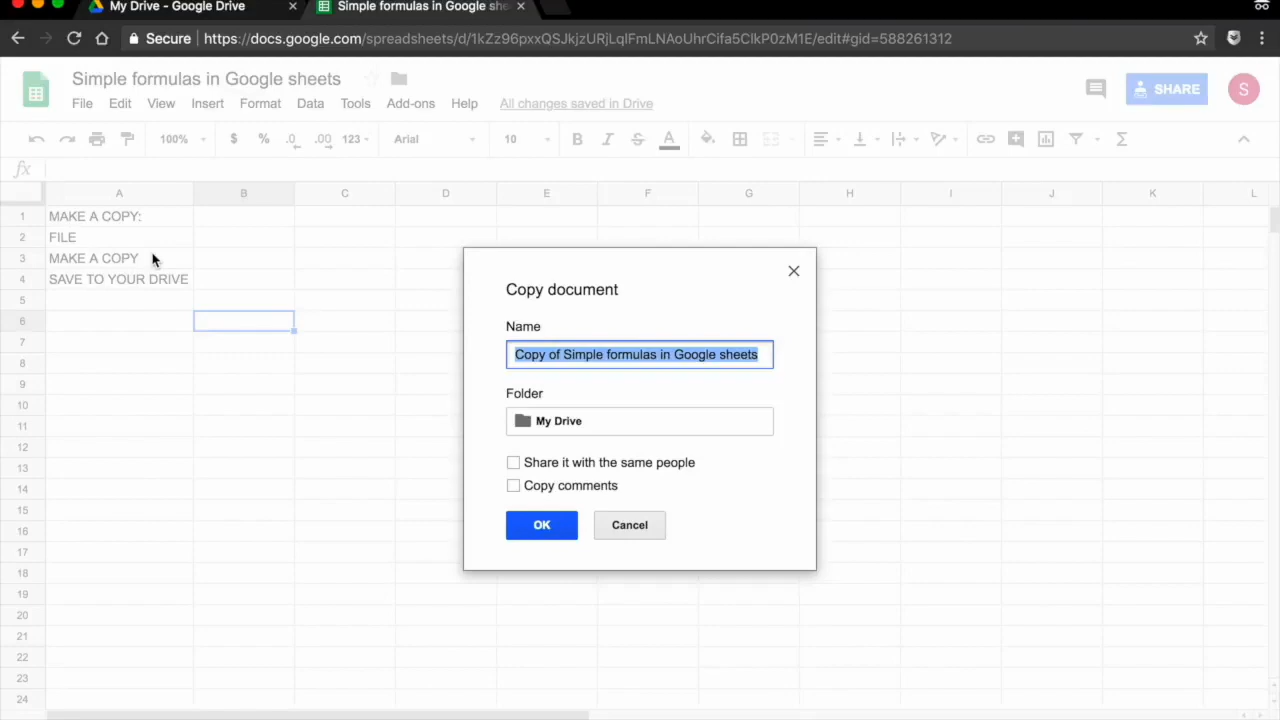 My Drive - Google Drive
Simple formulas in Google she
Secure
https://docs.google.com/spreadsheets/d/1kZz96pxxQSJkjzURjLqlFmLNAoUhrCifa5ClkP0zM1E/edit#gid=588261312
Simple formulas in Google sheets
File Edit View Insert Format Data Tools Add-ons Help All changes saved in Drive
SHARE
S
100% $ % .0 .00 123 Arial 10 B I S A Σ
fx
A B C D E F G H I J K L
1 MAKE A COPY:
2 FILE
3 MAKE A COPY
4 SAVE TO YOUR DRIVE
5
6
7
8
9
10
11
12
13
14
15
16
17
18
19
20
21
22
23
24
Copy document
Name
Copy of Simple formulas in Google sheets
Folder
My Drive
Share it with the same people
Copy comments
OK Cancel